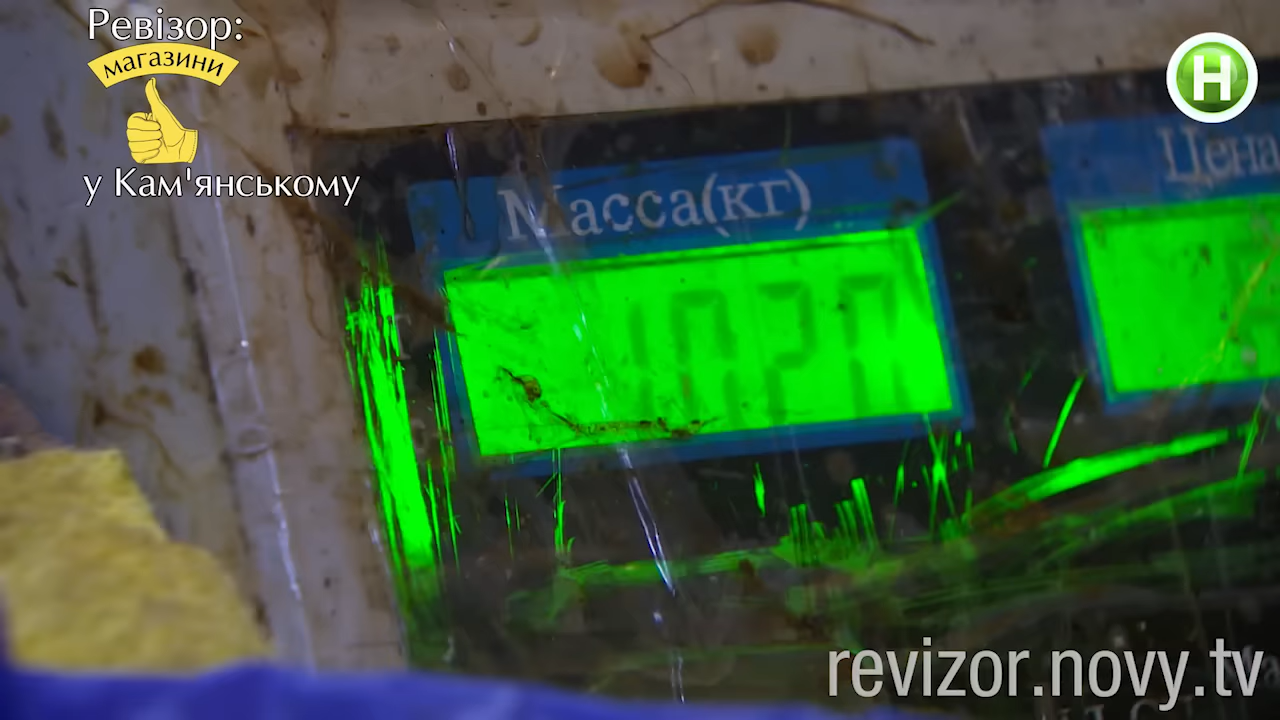 Ревізор:
магазини
у Кам'янському
H
Масса(кг)
Цена
revizor.novy.tv